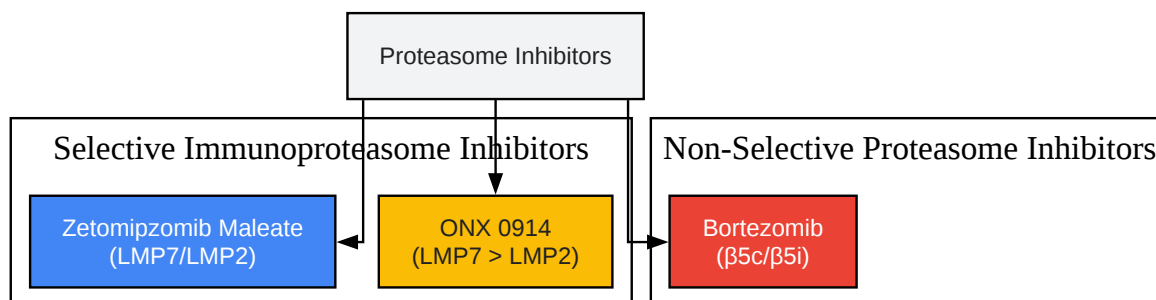 Proteasome Inhibitors
Selective Immunoproteasome Inhibitors
Non-Selective Proteasome Inhibitors
Zetomipzomib Maleate
(LMP7/LMP2)
ONX 0914
(LMP7 > LMP2)
Bortezomib
(β5c/β5i)